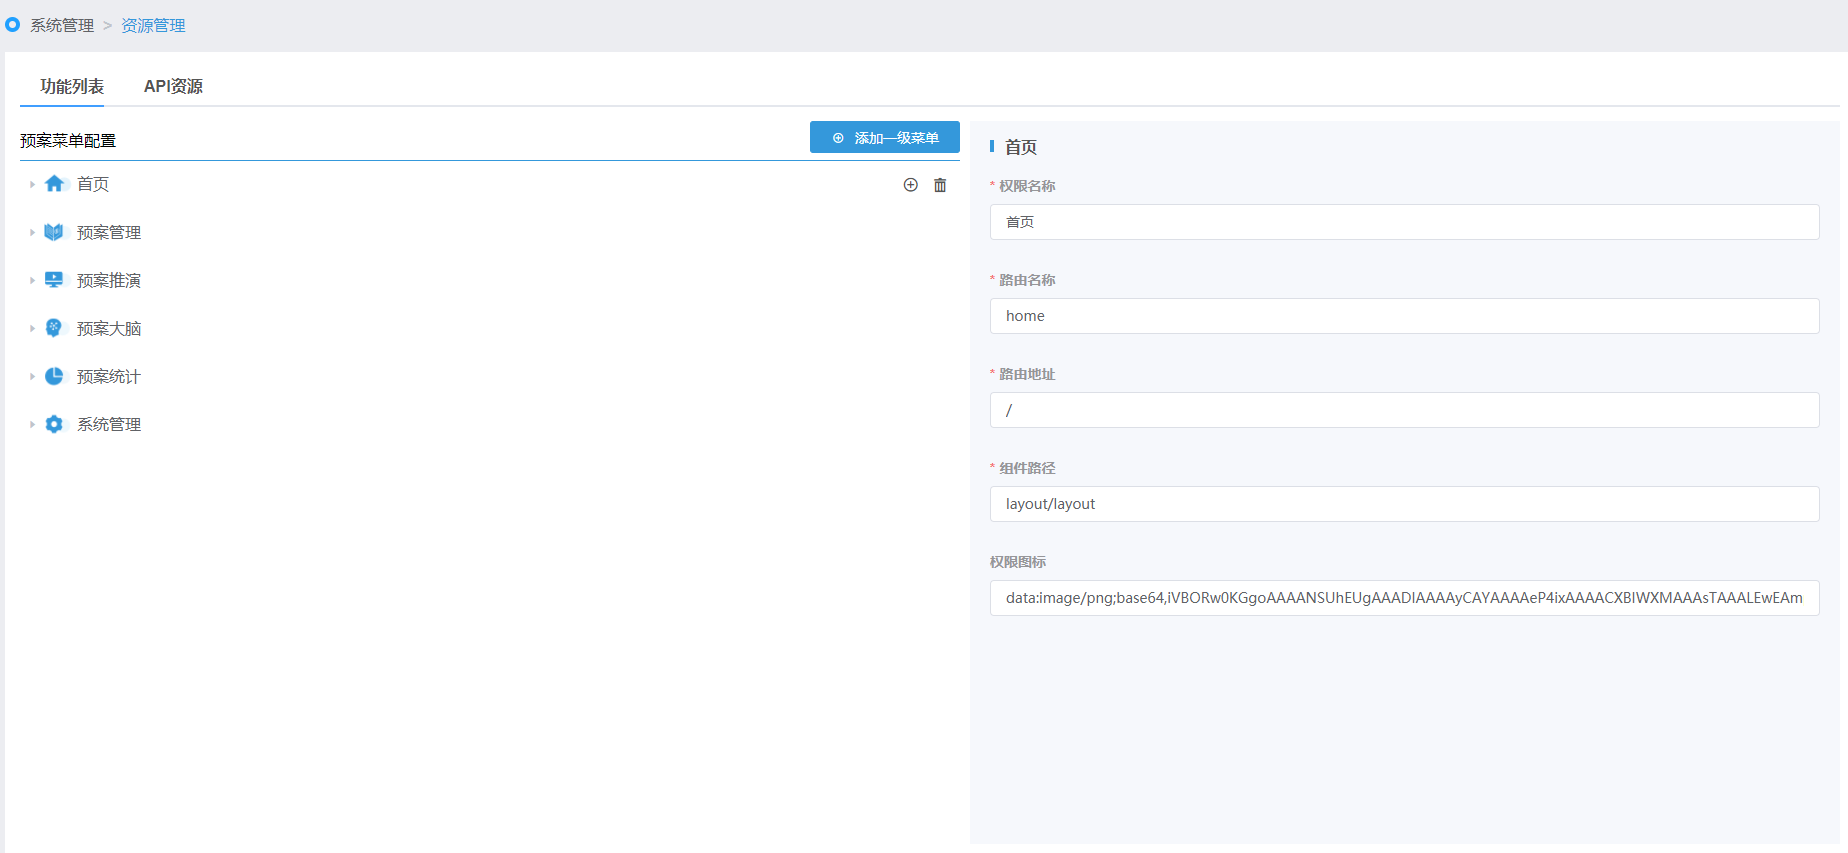 系统管理 > 资源管理
功能列表 API资源
预案菜单配置
添加一级菜单
首页
预案管理
预案推演
预案大脑
预案统计
系统管理
首页
* 权限名称
首页
* 路由名称
home
* 路由地址
/
* 组件路径
layout/layout
权限图标
data:image/png;base64,iVBORw0KGgoAAAANSUhEUgAAADIAAAAyCAYAAAAeP4ixAAAACXBIWXMAAAsTAAALEwEAm